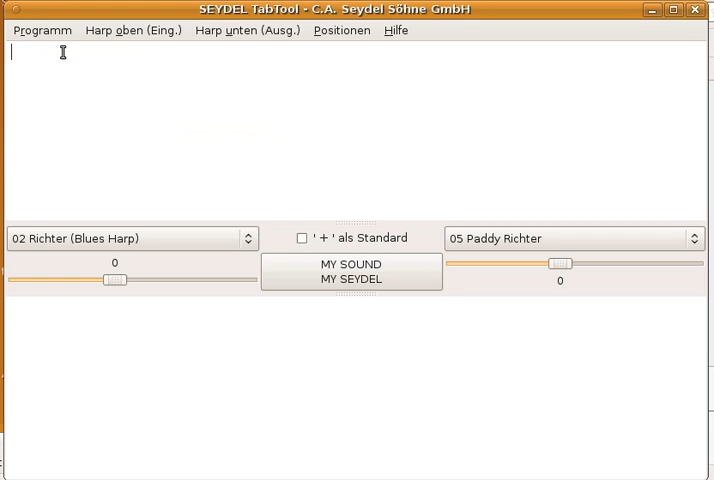 SEYDEL TabTool - C.A. Seydel Söhne GmbH
Programm Harp oben (Eing.) Harp unten (Ausg.) Positionen Hilfe
02 Richter (Blues Harp) ' + ' als Standard 05 Paddy Richter
0
MY SOUND
MY SEYDEL
0